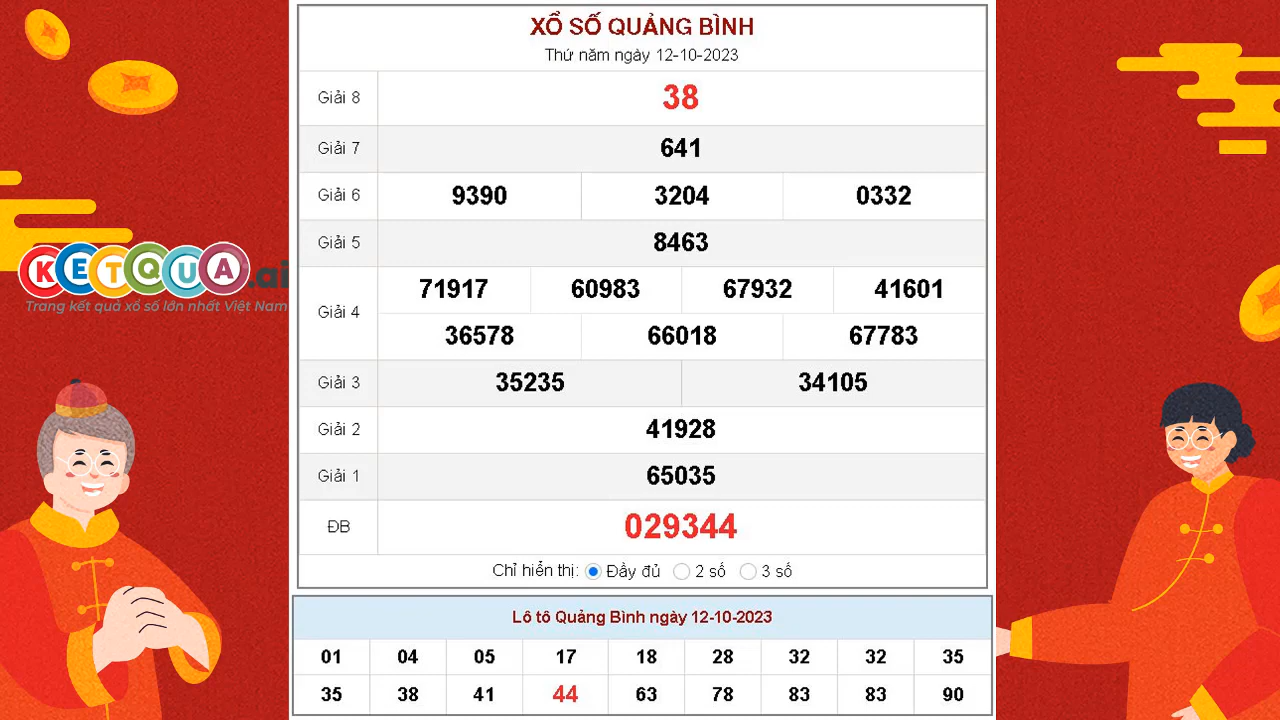 XỔ SỐ QUẢNG BÌNH
Thứ năm ngày 12-10-2023
Giải 8 38
Giải 7 641
Giải 6 9390 3204 0332
Giải 5 8463
Giải 4 71917 60983 67932 41601
36578 66018 67783
Giải 3 35235 34105
Giải 2 41928
Giải 1 65035
ĐB 029344
Chỉ hiển thị: Đầy đủ 2 số 3 số
Lô tô Quảng Bình ngày 12-10-2023
01 04 05 17 18 28 32 32 35
35 38 41 44 63 78 83 83 90
KETQUA.ai
Trang kết quả xổ số lớn nhất Việt Nam